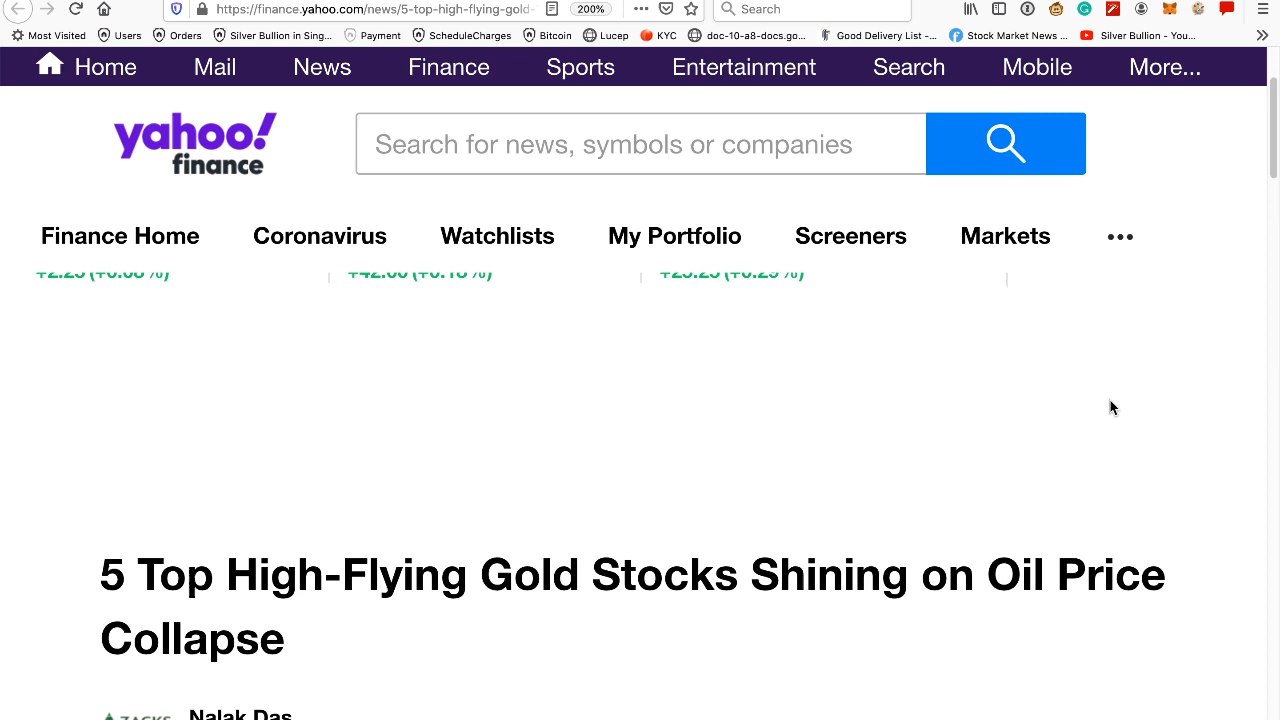 https://finance.yahoo.com/news/5-top-high-flying-gold- 200% Search
Most Visited Users Orders Silver Bullion in Sing... Payment ScheduleCharges Bitcoin Lucep KYC doc-10-a8-docs.go... Good Delivery List -... Stock Market News ... Silver Bullion - You...
Home Mail News Finance Sports Entertainment Search Mobile More...
yahoo!
finance
Search for news, symbols or companies
Finance Home Coronavirus Watchlists My Portfolio Screeners Markets
5 Top High-Flying Gold Stocks Shining on Oil Price
Collapse
ZACKS Nalak Das